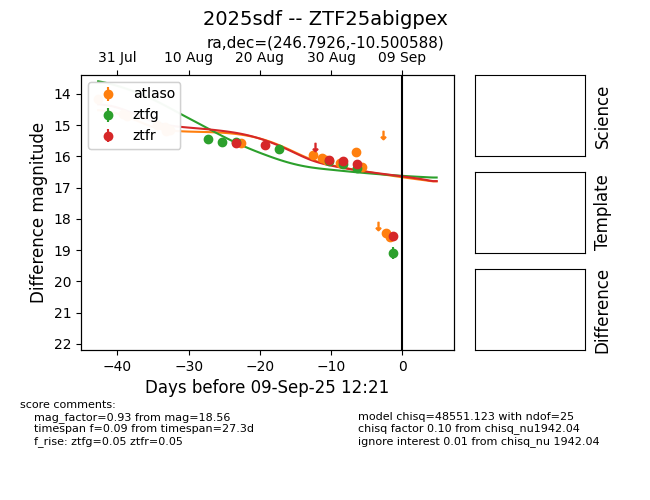 2025sdf -- ZTF25abigpex
ra,dec=(246.7926,-10.500588)
31 Jul
10 Aug
20 Aug
30 Aug
09 Sep
atlaso
ztfg
ztfr
14
15
16
17
18
19
20
21
22
Difference magnitude
−40
−30
−20
−10
0
Days before 09-Sep-25 12:21
Science
Template
Difference
score comments:
mag_factor=0.93 from mag=18.56
timespan f=0.09 from timespan=27.3d
f_rise: ztfg=0.05 ztfr=0.05
model chisq=48551.123 with ndof=25
chisq factor 0.10 from chisq_nu1942.04
ignore interest 0.01 from chisq_nu 1942.04